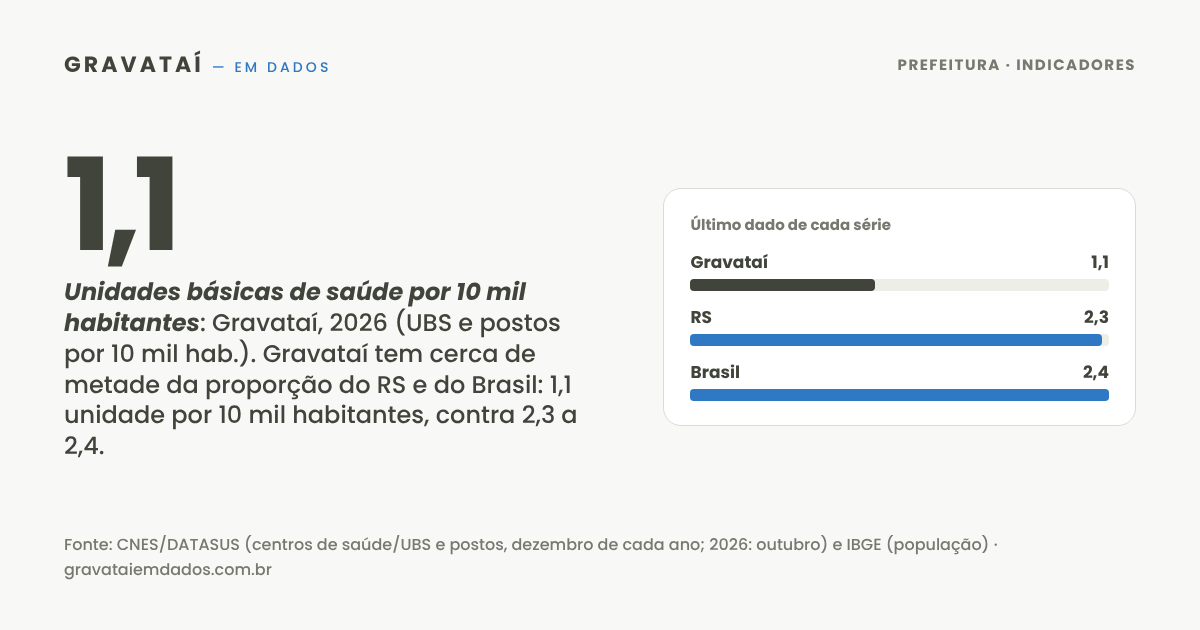 GRAVATAÍ — EM DADOS
PREFEITURA · INDICADORES
1,1
Unidades básicas de saúde por 10 mil
habitantes: Gravataí, 2026 (UBS e postos
por 10 mil hab.). Gravataí tem cerca de
metade da proporção do RS e do Brasil: 1,1
unidade por 10 mil habitantes, contra 2,3 a
2,4.
Último dado de cada série
Gravataí 1,1
RS 2,3
Brasil 2,4
Fonte: CNES/DATASUS (centros de saúde/UBS e postos, dezembro de cada ano; 2026: outubro) e IBGE (população) ·
gravataiemdados.com.br